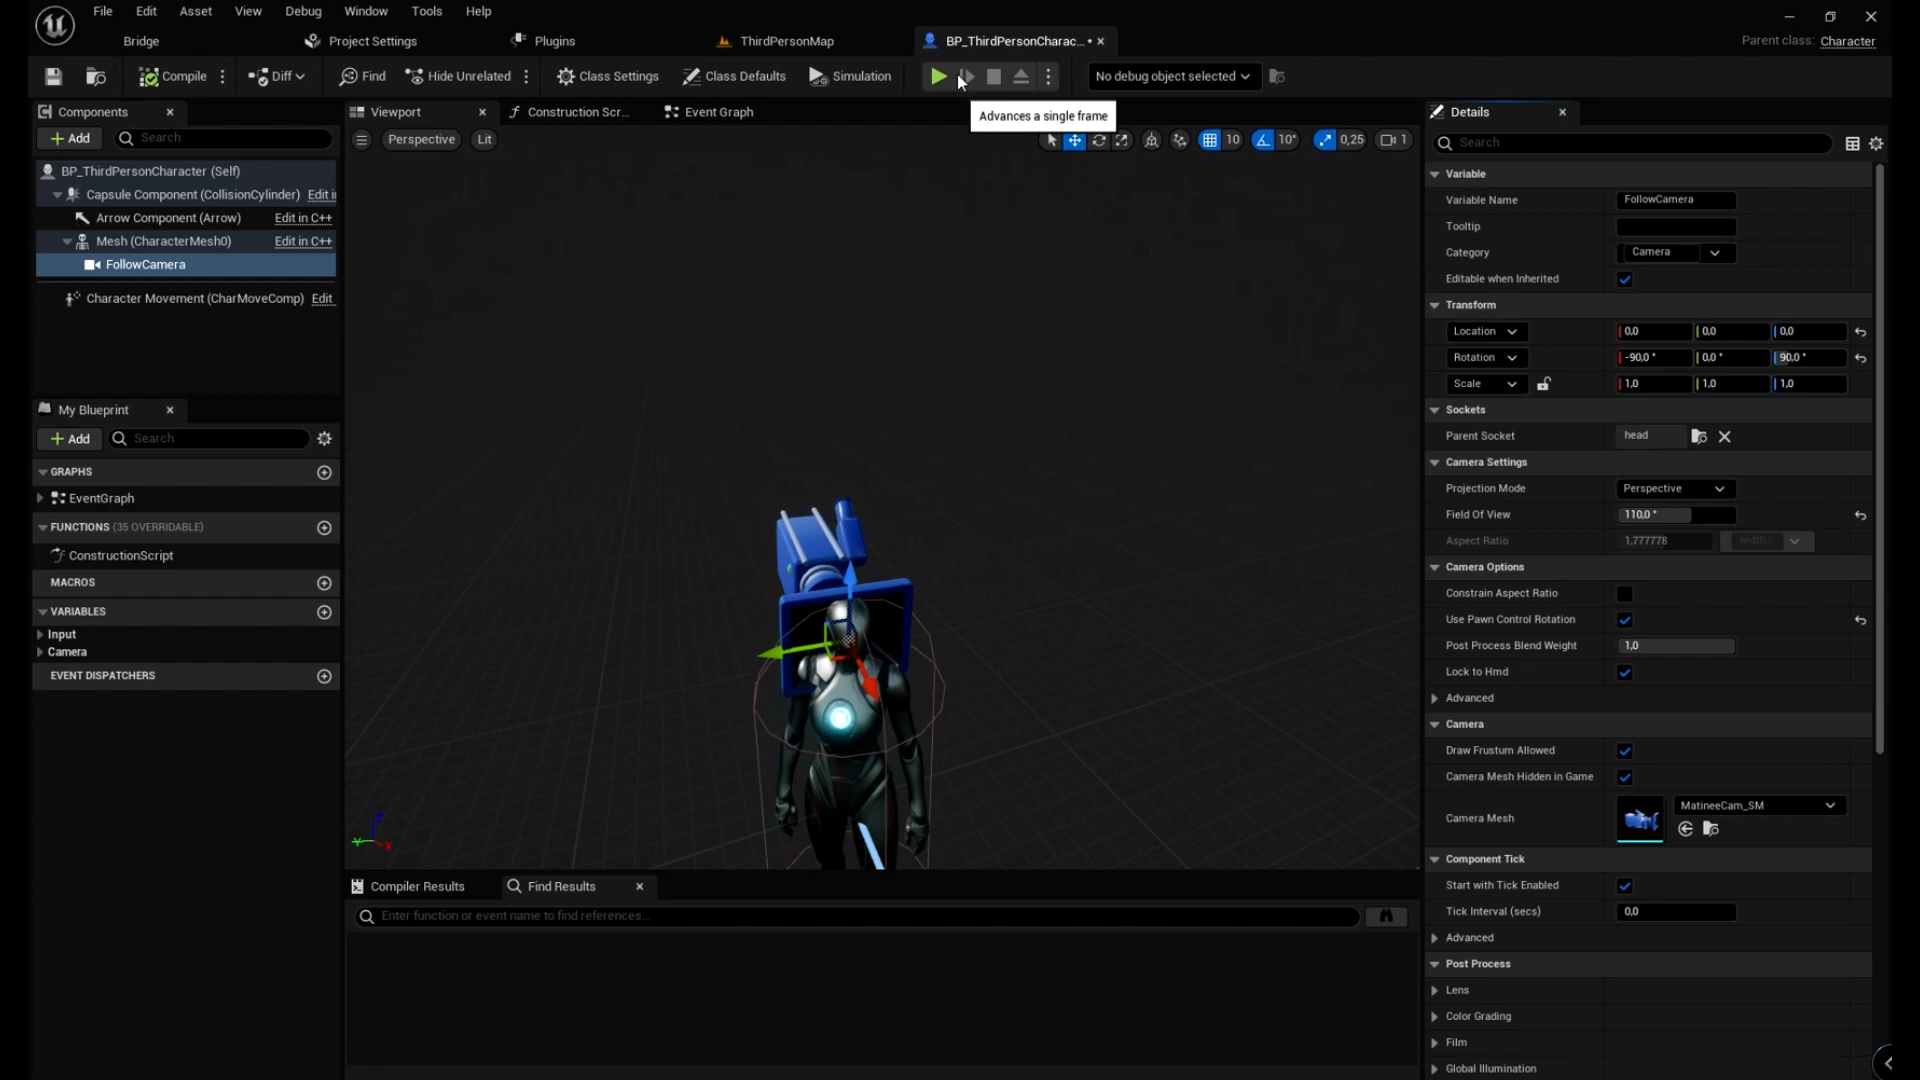 File Edit Asset View Debug Window Tools Help
Bridge Project Settings Plugins ThirdPersonMap BP_ThirdPersonCharac...
Parent class: Character
Compile Diff Find Hide Unrelated Class Settings Class Defaults Simulation No debug object selected
Advances a single frame
Components
Add Search
BP_ThirdPersonCharacter (Self)
Capsule Component (CollisionCylinder) Edit i
Arrow Component (Arrow) Edit in C++
Mesh (CharacterMesh0) Edit in C++
FollowCamera
Character Movement (CharMoveComp) Edit
My Blueprint
Add Search
GRAPHS
EventGraph
FUNCTIONS (35 OVERRIDABLE)
ConstructionScript
MACROS
VARIABLES
Input
Camera
EVENT DISPATCHERS
Viewport Construction Scr... Event Graph
Perspective Lit 10 10° 0,25 1
Compiler Results Find Results
Enter function or event name to find references...
Details
Search
Variable
Variable Name FollowCamera
Tooltip
Category Camera
Editable when Inherited
Transform
Location 0,0 0,0 0,0
Rotation -90,0 ° 0,0 ° 90,0 °
Scale 1,0 1,0 1,0
Sockets
Parent Socket head
Camera Settings
Projection Mode Perspective
Field Of View 110,0 °
Aspect Ratio 1,777778 width :
Camera Options
Constrain Aspect Ratio
Use Pawn Control Rotation
Post Process Blend Weight 1,0
Lock to Hmd
Advanced
Camera
Draw Frustum Allowed
Camera Mesh Hidden in Game
Camera Mesh MatineeCam_SM
Component Tick
Start with Tick Enabled
Tick Interval (secs) 0,0
Advanced
Post Process
Lens
Color Grading
Film
Global Illumination